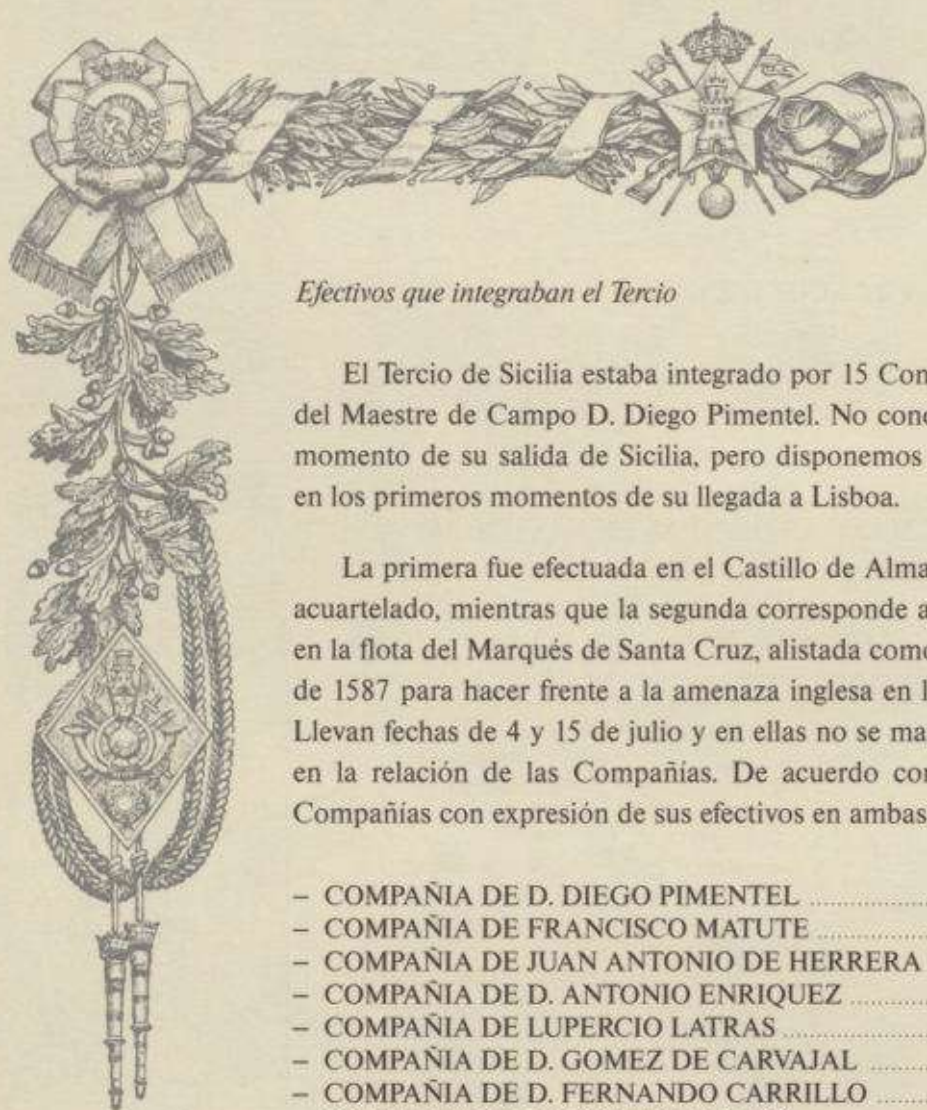 Efectivos que integraban el Tercio
El Tercio de Sicilia estaba integrado por 15 Com
del Maestre de Campo D. Diego Pimentel. No cono
momento de su salida de Sicilia, pero disponemos
en los primeros momentos de su llegada a Lisboa.
La primera fue efectuada en el Castillo de Alma
acuartelado, mientras que la segunda corresponde a
en la flota del Marqués de Santa Cruz, alistada como
de 1587 para hacer frente a la amenaza inglesa en l
Llevan fechas de 4 y 15 de julio y en ellas no se ma
en la relación de las Compañías. De acuerdo con
Compañías con expresión de sus efectivos en ambas
– COMPAÑIA DE D. DIEGO PIMENTEL ..................
– COMPAÑIA DE FRANCISCO MATUTE ..................
– COMPAÑIA DE JUAN ANTONIO DE HERRERA
– COMPAÑIA DE D. ANTONIO ENRIQUEZ ..............
– COMPAÑIA DE LUPERCIO LATRAS ......................
– COMPAÑIA DE D. GOMEZ DE CARVAJAL ..........
– COMPAÑIA DE D. FERNANDO CARRILLO .........